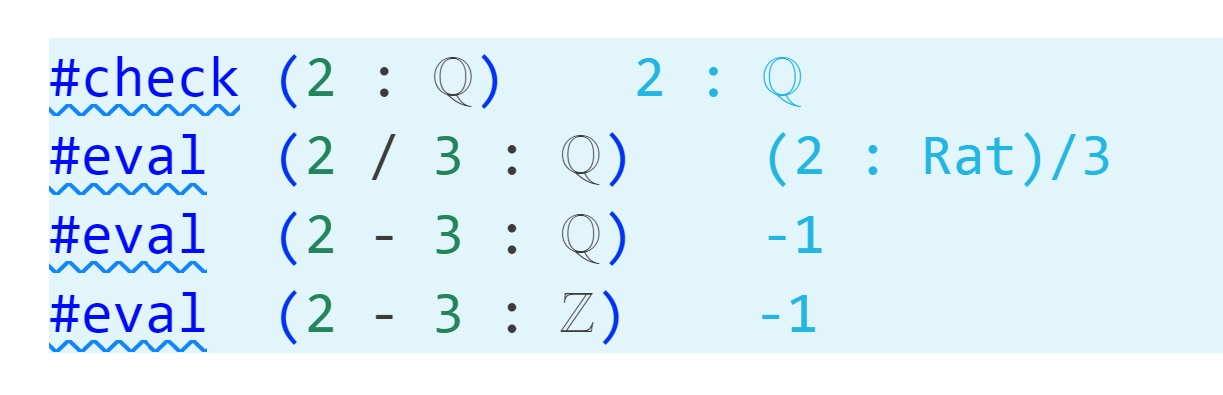 #check (2 : ℚ)    2 : ℚ
#eval  (2 / 3 : ℚ)    (2 : Rat)/3
#eval  (2 - 3 : ℚ)    -1
#eval  (2 - 3 : ℤ)    -1